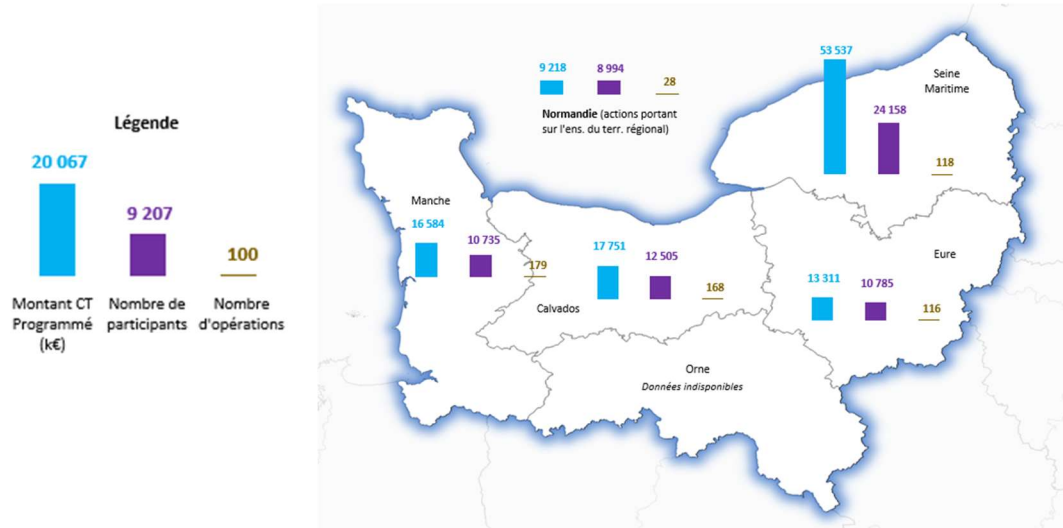 Légende
20 067
9 207
100
Montant CT
Programmé
(k€)
Nombre de
participants
Nombre
d'opérations
9 218
8 994
28
Normandie (actions portant
sur l'ens. du terr. régional)
53 537
24 158
118
Seine
Maritime
Manche
16 584
10 735
179
17 751
12 505
168
Calvados
Eure
13 311
10 785
116
Orne
Données indisponibles